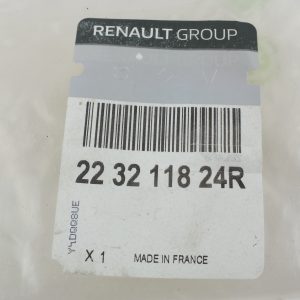 RENAULT GROUP
22 32 118 24R
X 1 MADE IN FRANCE